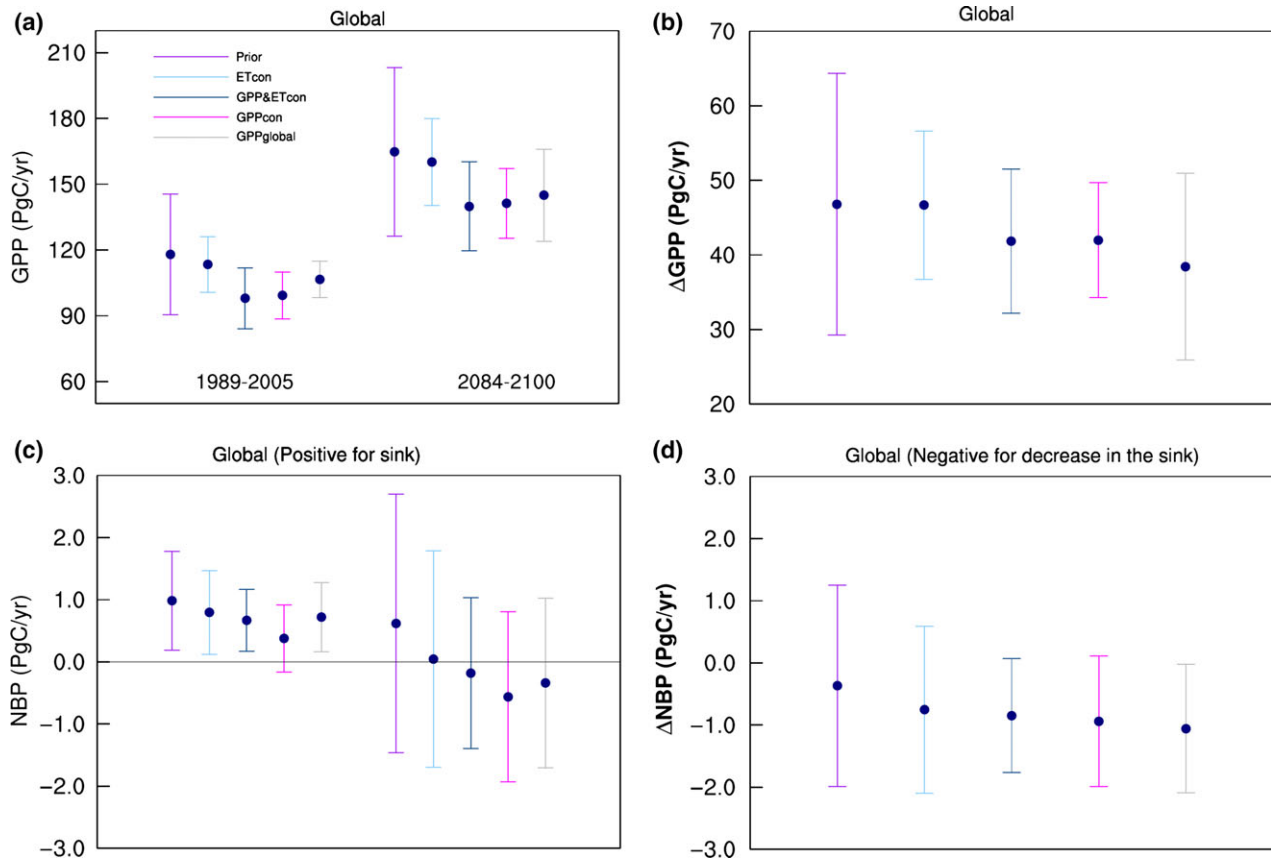 (a)
Global
GPP (PgC/yr)
210
180
150
120
90
60
Prior
ETcon
GPP&ETcon
GPPcon
GPPglobal
1989-2005
2084-2100
(b)
Global
ΔGPP (PgC/yr)
70
60
50
40
30
20
(c)
Global (Positive for sink)
NBP (PgC/yr)
3.0
2.0
1.0
0.0
−1.0
−2.0
−3.0
(d)
Global (Negative for decrease in the sink)
ΔNBP (PgC/yr)
3.0
2.0
1.0
0.0
−1.0
−2.0
−3.0